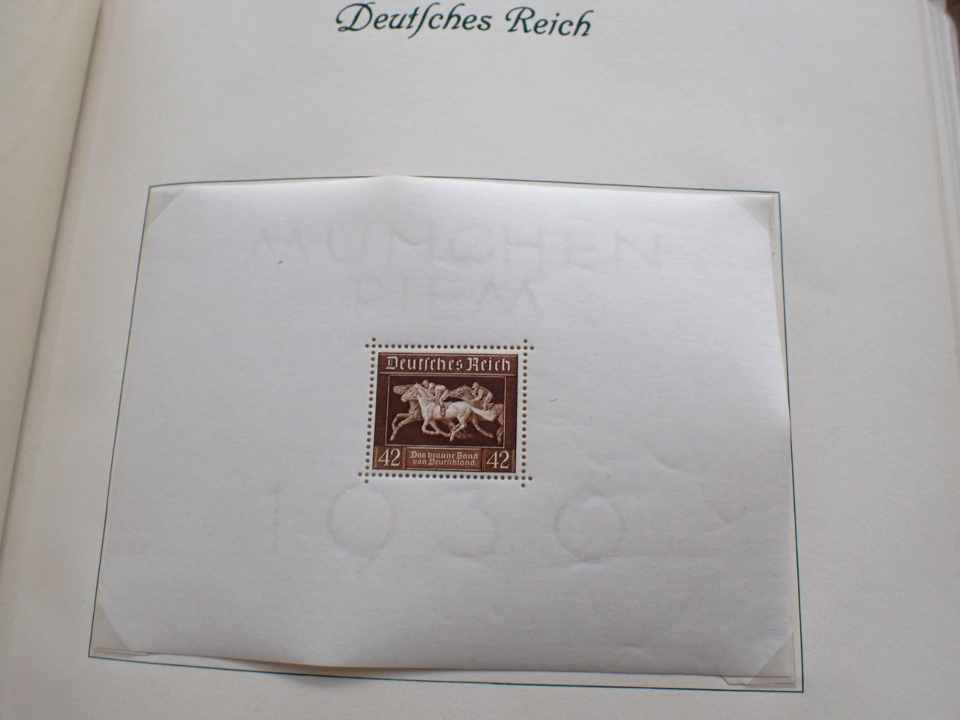 Deutsches Reich
MÜNCHEN
RIEM
Deutsches Reich
42 Das braune Band von Deutschland. 42
1936